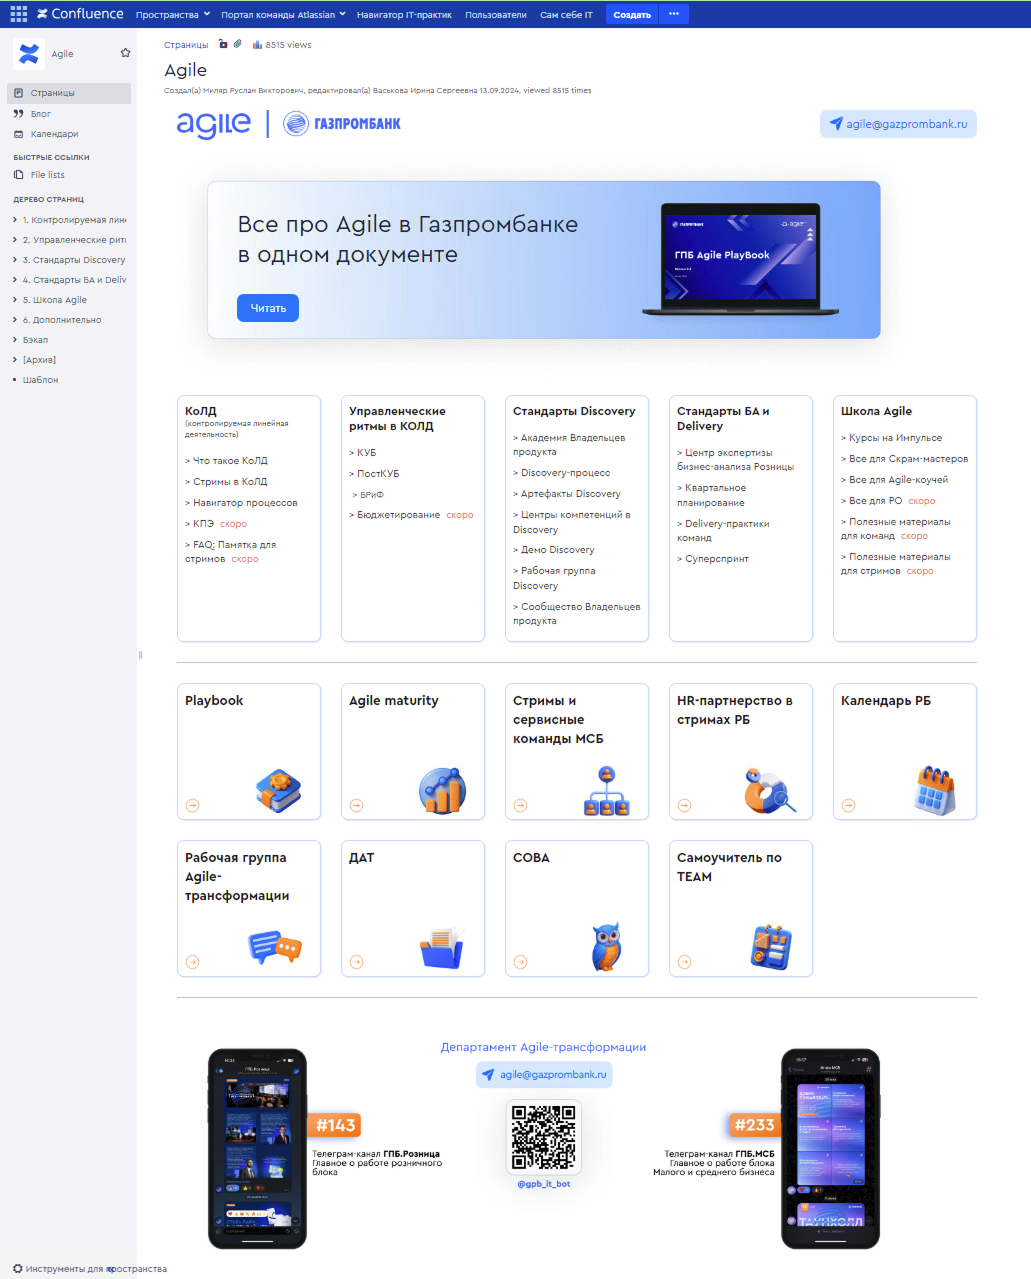 Confluence
Пространства
Портал команды Atlassian
Навигатор IT-практик
Пользователи
Сам себе IT
Создать
Agile
Страницы
Блог
Календари
БЫСТРЫЕ ССЫЛКИ
File lists
ДЕРЕВО СТРАНИЦ
1. Контролируемая лин
2. Управленческие рит
3. Стандарты Discovery
4. Стандарты БА и Deliv
5. Школа Agile
6. Дополнительно
Бэкап
[Архив]
Шаблон
Инструменты для пространства
Страницы 8515 views
Agile
Создал(а) Миляр Руслан Викторович, редактировал(а) Васькова Ирина Сергеевна 13.09.2024, viewed 8515 times
agile | ГАЗПРОМБАНК
agile@gazprombank.ru
Все про Agile в Газпромбанке
в одном документе
Читать
ГАЗПРОМБАНК
agile
ГПБ Agile PlayBook
КоЛД
(контролируемая линейная
деятельность)
> Что такое КоЛД
> Стримы в КоЛД
> Навигатор процессов
> КПЭ скоро
> FAQ: Памятка для
стримов скоро
Управленческие
ритмы в КОЛД
> КУБ
> ПостКУБ
> БРиФ
> Бюджетирование скоро
Стандарты Discovery
> Академия Владельцев
продукта
> Discovery-процесс
> Артефакты Discovery
> Центры компетенций в
Discovery
> Демо Discovery
> Рабочая группа
Discovery
> Сообщество Владельцев
продукта
Стандарты БА и
Delivery
> Центр экспертизы
бизнес-анализа Розницы
> Квартальное
планирование
> Delivery-практики
команд
> Суперспринт
Школа Agile
> Курсы на Импульсе
> Все для Скрам-мастеров
> Все для Agile-коучей
> Все для PO скоро
> Полезные материалы
для команд скоро
> Полезные материалы
для стримов скоро
Playbook
Agile maturity
Стримы и
сервисные
команды МСБ
HR-партнерство в
стримах РБ
Календарь РБ
Рабочая группа
Agile-
трансформации
ДАТ
СОВА
Самоучитель по
TEAM
ГПБ.Розница
#143
Телеграм-канал ГПБ.Розница
Главное о работе розничного
блока
Департамент Agile-трансформации
agile@gazprombank.ru
@gpb_it_bot
#233
Телеграм-канал ГПБ.МСБ
Главное о работе блока
Малого и среднего бизнеса
ТАУНХОЛЛ